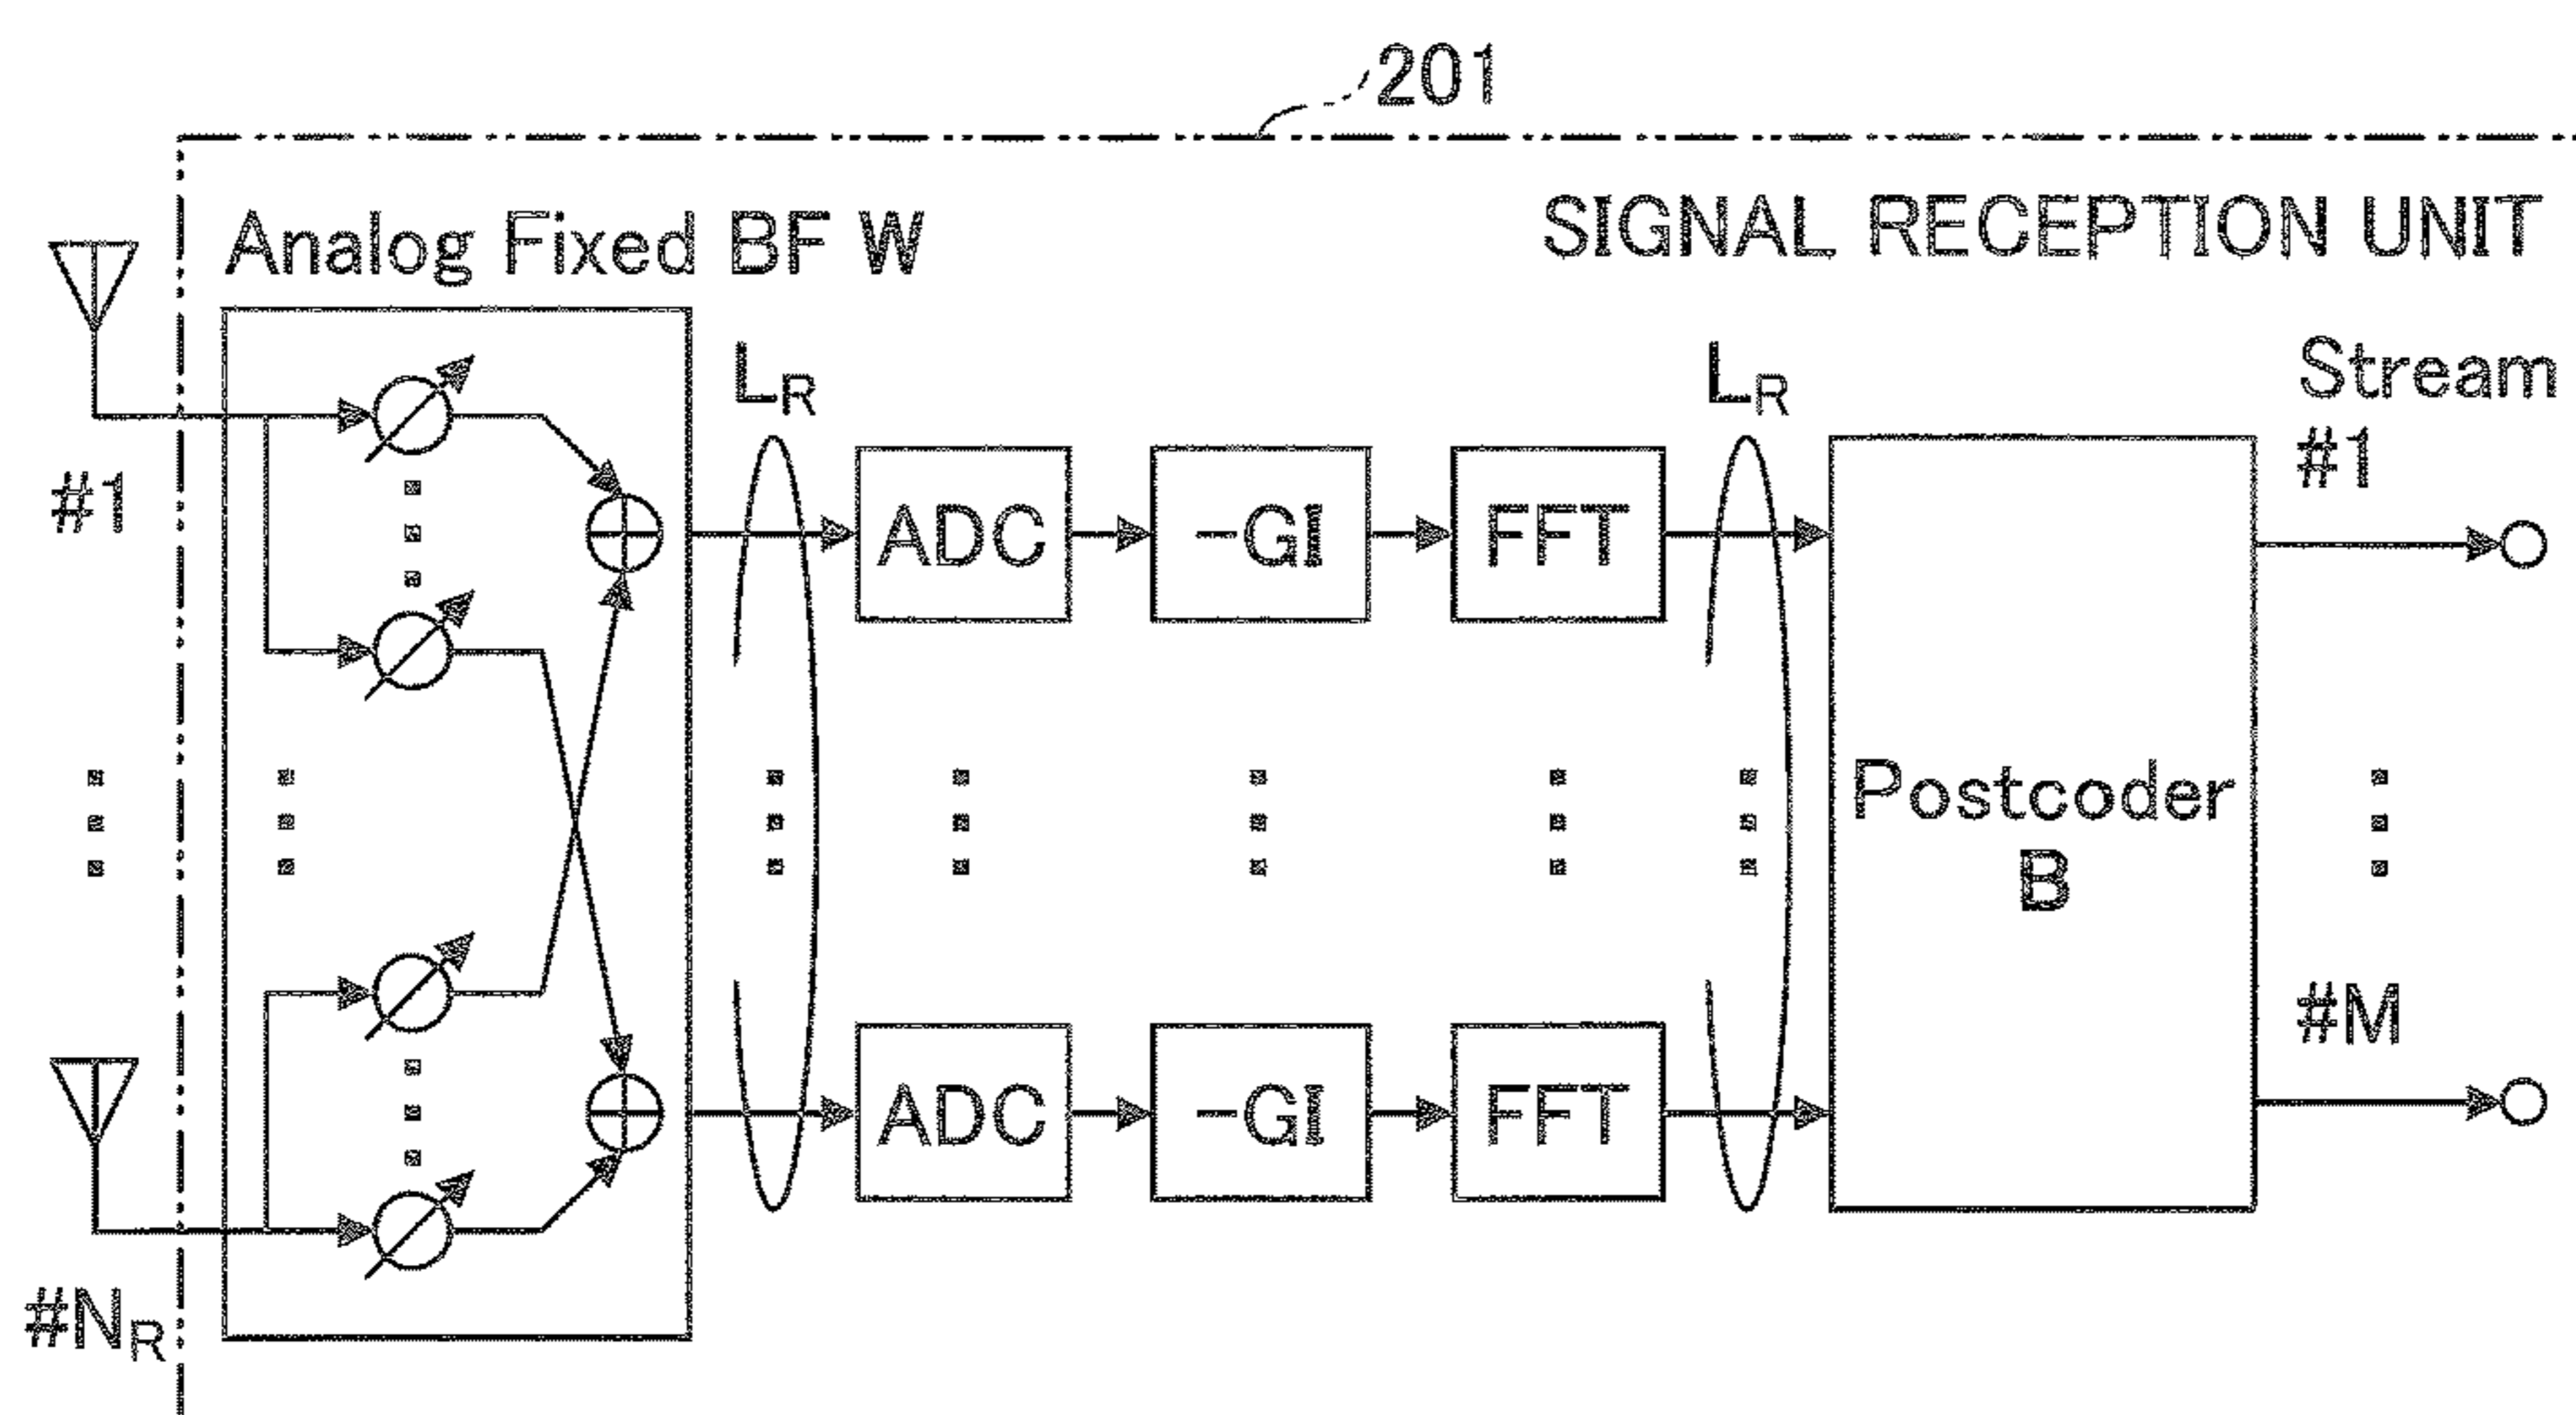 201
Analog Fixed BF W
SIGNAL RECEPTION UNIT
#1
LR
ADC
-GI
FFT
LR
Stream
#1
Postcoder
B
#M
ADC
-GI
FFT
#NR